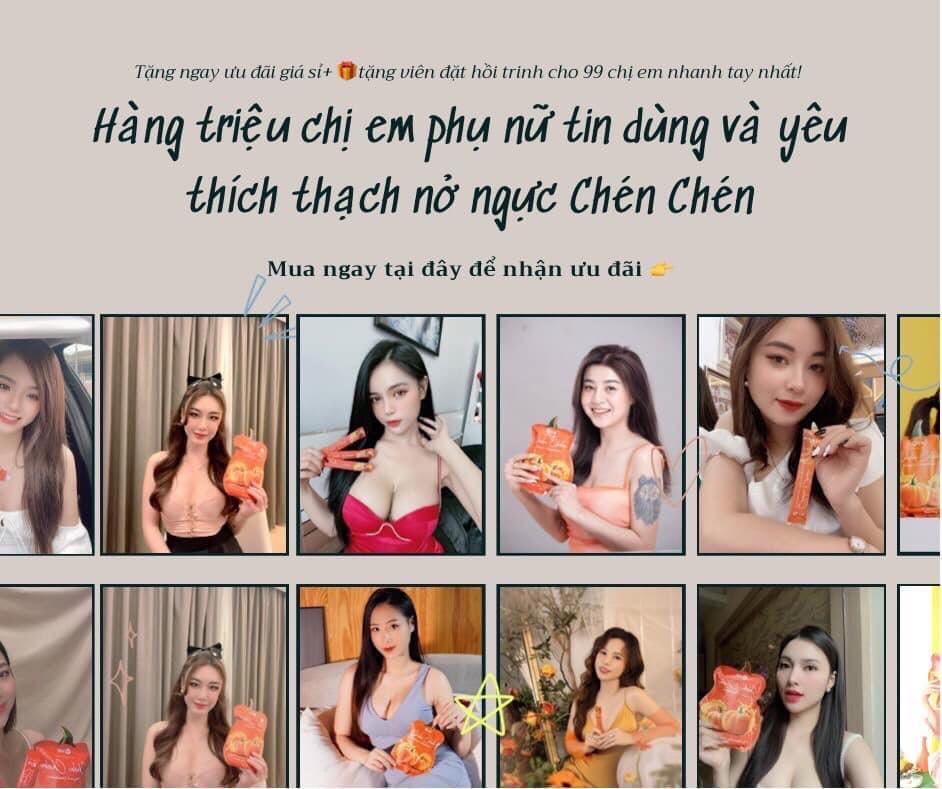 Tặng ngay ưu đãi giá sỉ+ 🎁tặng viên đặt hồi trinh cho 99 chị em nhanh tay nhất!
Hàng triệu chị em phụ nữ tin dùng và yêu
thích thạch nở ngực Chén Chén
Mua ngay tại đây để nhận ưu đãi 👉